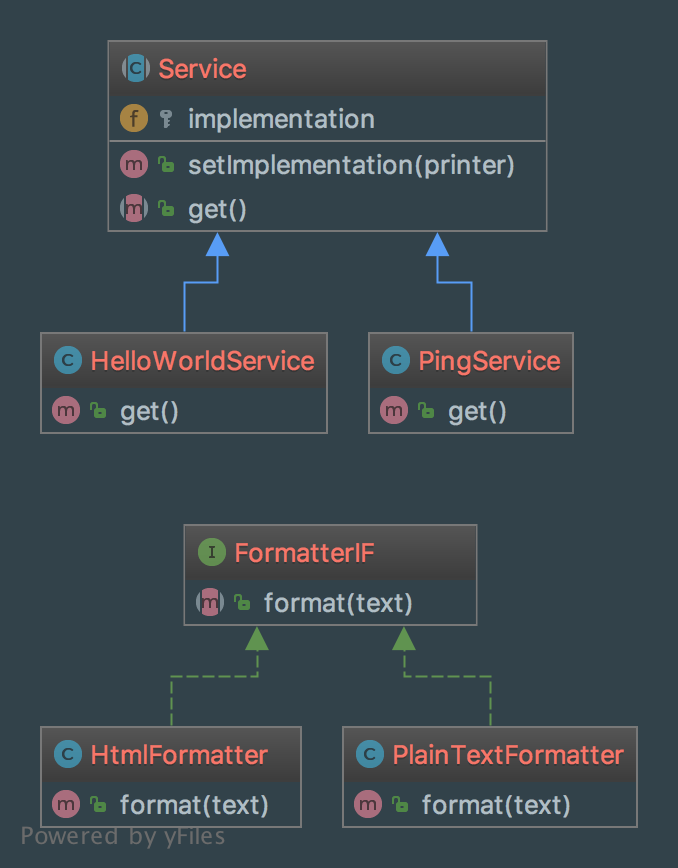 Service
implementation
setImplementation(printer)
get()
HelloWorldService
get()
PingService
get()
FormatterIF
format(text)
HtmlFormatter
format(text)
PlainTextFormatter
format(text)
Powered by yFiles